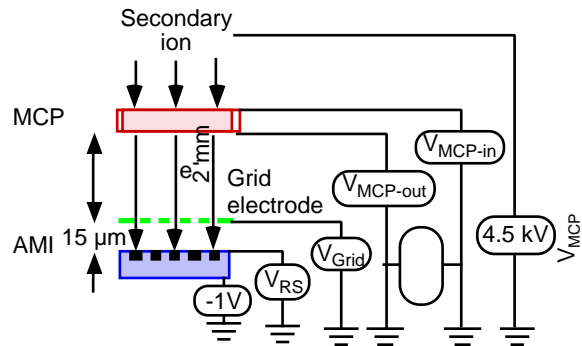 Secondary
ion
MCP
e
2 mm
V_MCP-in
Grid
electrode
V_MCP-out
AMI
15 µm
V_Grid
4.5 kV
V_MCP
V_RS
-1V